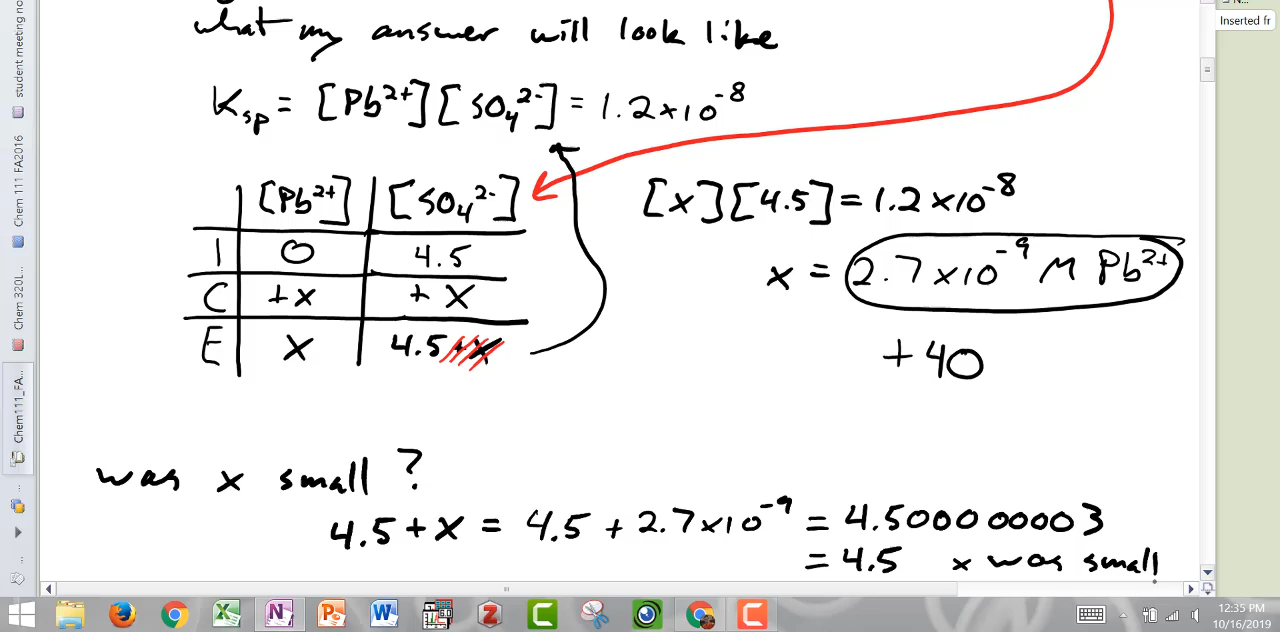 what my answer will look like
Ksp = [Pb²⁺][SO₄²⁻] = 1.2×10⁻⁸
[Pb²⁺] [SO₄²⁻]
I 0 4.5
C +x + x
E x 4.5 + x
[x][4.5] = 1.2×10⁻⁸
x = 2.7×10⁻⁹ M Pb²⁺
+40
was x small?
4.5 + x = 4.5 + 2.7×10⁻⁹ = 4.5000 00003
= 4.5 x was small
student meeting no
Chem 111 FA2016
Chem 320L
Chem111_FA
N...
Inserted fr
12:35 PM
10/16/2019